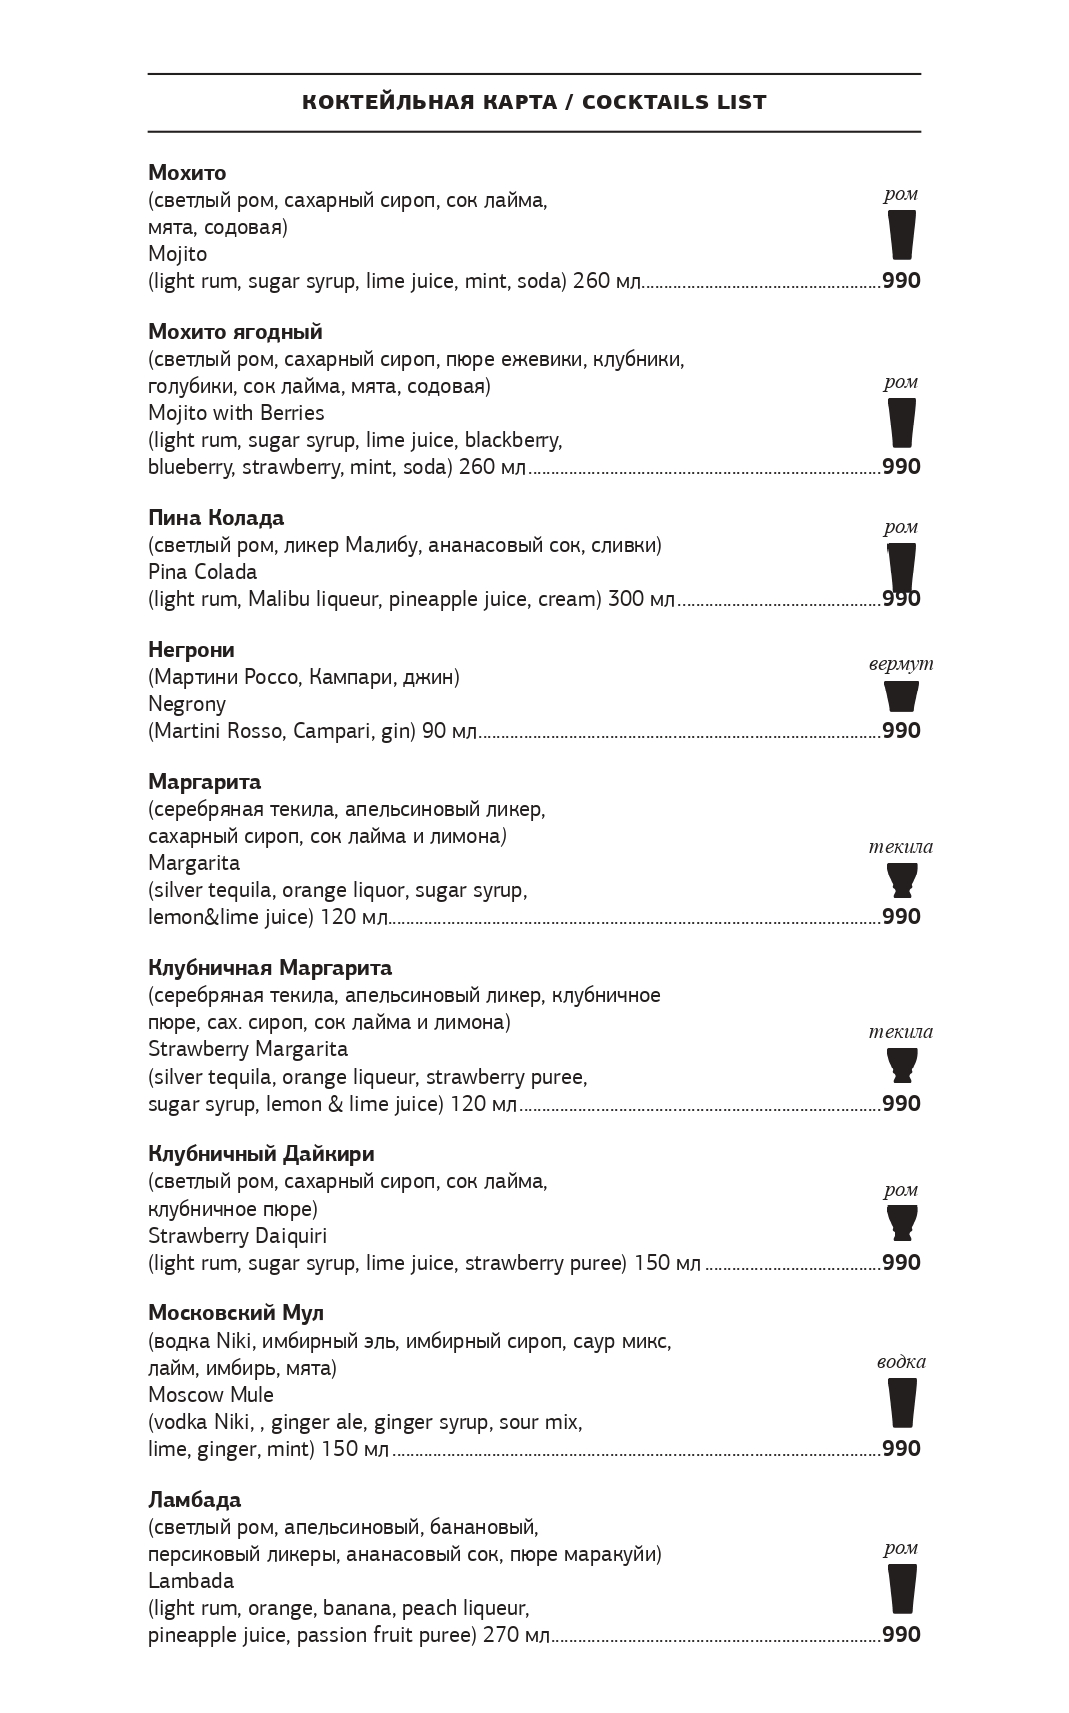 КОКТЕЙЛЬНАЯ КАРТА / COCKTAILS LIST
Мохито
(светлый ром, сахарный сироп, сок лайма,
ром
мята, содовая)
Mojito
(light rum, sugar syrup, lime juice, mint, soda) 260 мл.....................................................990
Мохито ягодный
(светлый ром, сахарный сироп, пюре ежевики, клубники,
голубики, сок лайма, мята, содовая)
ром
Mojito with Berries
(light rum, sugar syrup, lime juice, blackberry,
blueberry, strawberry, mint, soda) 260 мл...............................................................................990
Пина Колада
ром
(светлый ром, ликер Малибу, ананасовый сок, сливки)
Pina Colada
(light rum, Malibu liqueur, pineapple juice, cream) 300 мл.............................................990
Негрони
вермут
(Мартини Россо, Кампари, джин)
Negrony
(Martini Rosso, Campari, gin) 90 мл.........................................................................................990
Маргарита
(серебряная текила, апельсиновый ликер,
сахарный сироп, сок лайма и лимона)
текила
Margarita
(silver tequila, orange liquor, sugar syrup,
lemon&lime juice) 120 мл.............................................................................................................990
Клубничная Маргарита
(серебряная текила, апельсиновый ликер, клубничное
пюре, сах. сироп, сок лайма и лимона)
текила
Strawberry Margarita
(silver tequila, orange liqueur, strawberry puree,
sugar syrup, lemon & lime juice) 120 мл................................................................................990
Клубничный Дайкири
(светлый ром, сахарный сироп, сок лайма,
ром
клубничное пюре)
Strawberry Daiquiri
(light rum, sugar syrup, lime juice, strawberry puree) 150 мл.......................................990
Московский Мул
(водка Niki, имбирный эль, имбирный сироп, саур микс,
водка
лайм, имбирь, мята)
Moscow Mule
(vodka Niki, , ginger ale, ginger syrup, sour mix,
lime, ginger, mint) 150 мл............................................................................................................990
Ламбада
(светлый ром, апельсиновый, банановый,
ром
персиковый ликеры, ананасовый сок, пюре маракуйи)
Lambada
(light rum, orange, banana, peach liqueur,
pineapple juice, passion fruit puree) 270 мл.........................................................................990